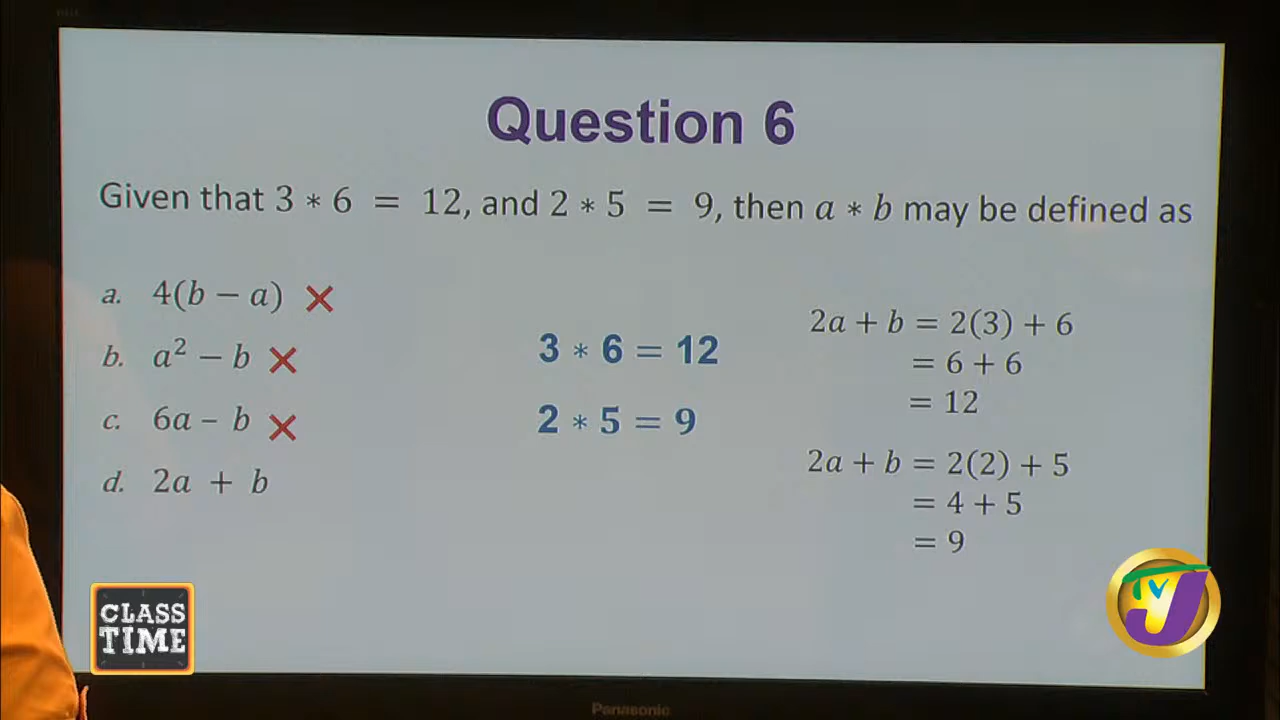 Question 6
Given that 3 ∗ 6 = 12, and 2 ∗ 5 = 9, then a ∗ b may be defined as
a. 4(b − a) ✕
b. a² − b ✕
c. 6a – b ✕
d. 2a + b
3 ∗ 6 = 12
2 ∗ 5 = 9
2a + b = 2(3) + 6
= 6 + 6
= 12
2a + b = 2(2) + 5
= 4 + 5
= 9
CLASS
TIME
TVJ
Panasonic